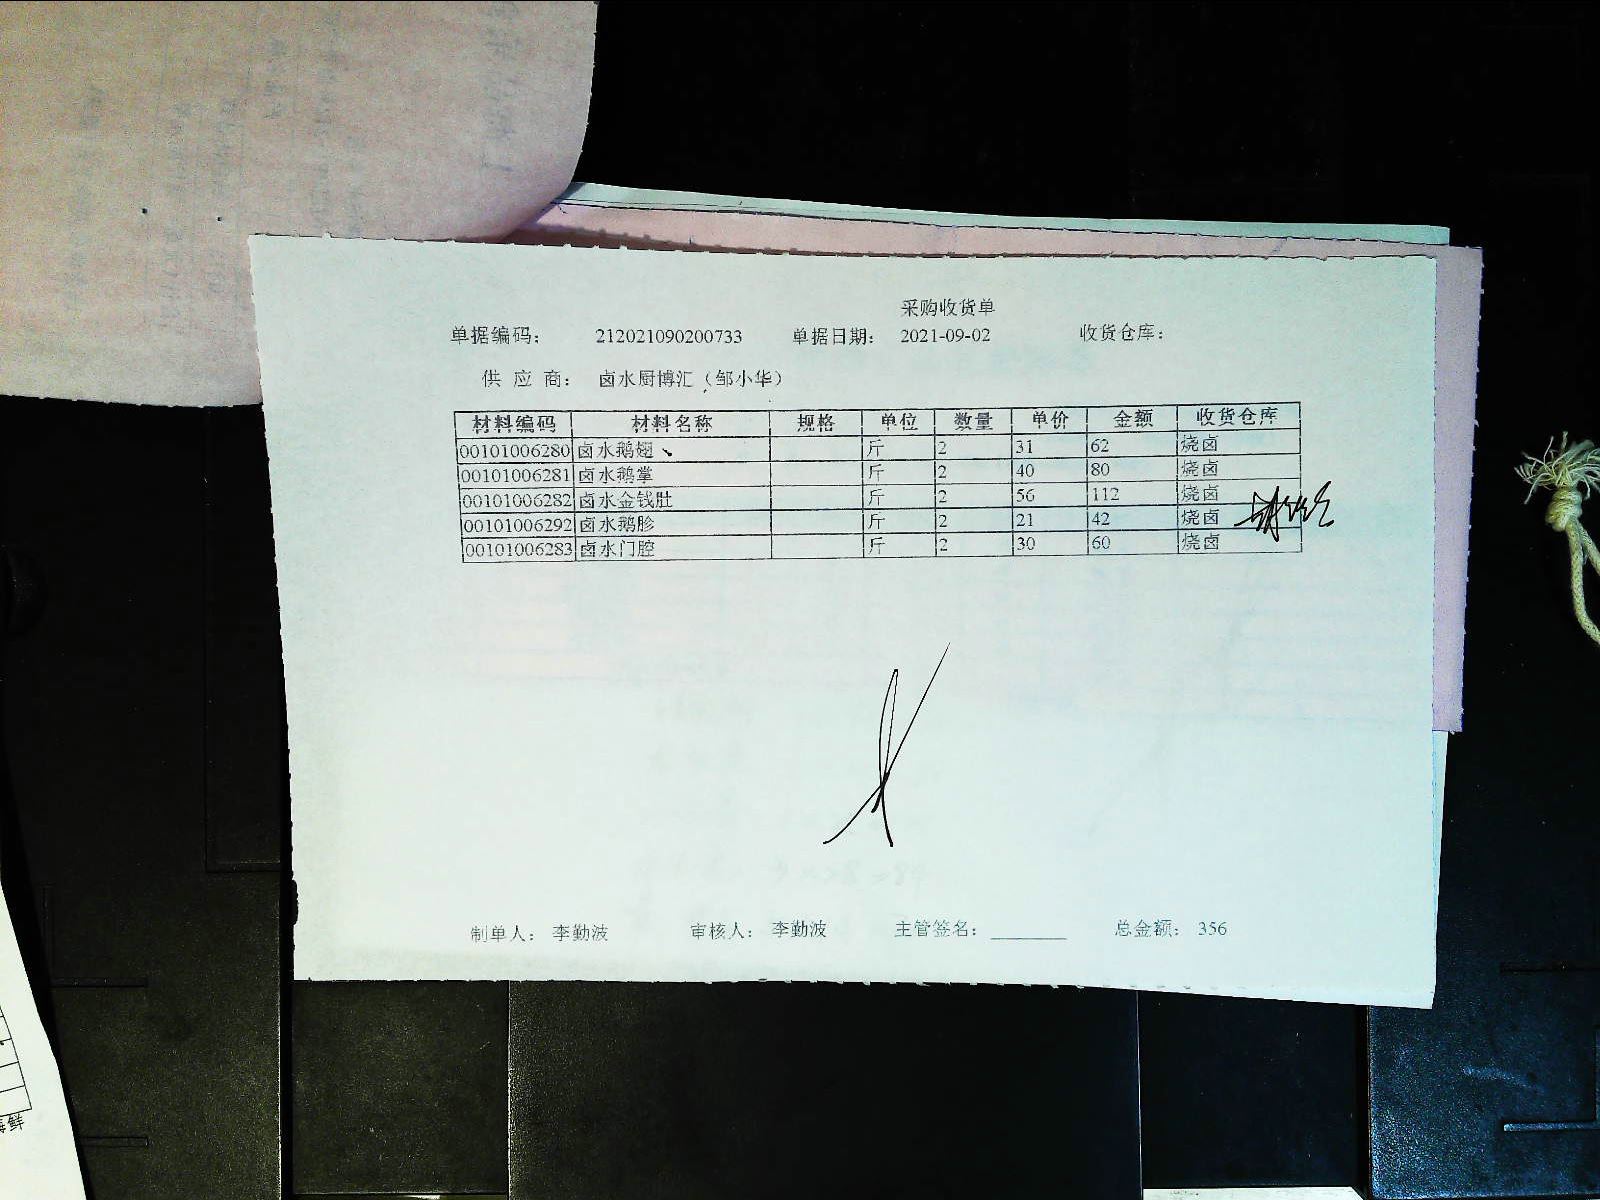 采购收货单
单据编码: 212021090200733 单据日期: 2021-09-02 收货仓库:
供 应 商: 卤水厨博汇（邹小华）
材料编码 材料名称 规格 单位 数量 单价 金额 收货仓库
00101006280 卤水鹅翅 斤 2 31 62 烧卤
00101006281 卤水鹅掌 斤 2 40 80 烧卤
00101006282 卤水金钱肚 斤 2 56 112 烧卤
00101006292 卤水鹅胗 斤 2 21 42 烧卤
00101006283 卤水门腔 斤 2 30 60 烧卤
制单人: 李勤波 审核人: 李勤波 主管签名: 总金额: 356